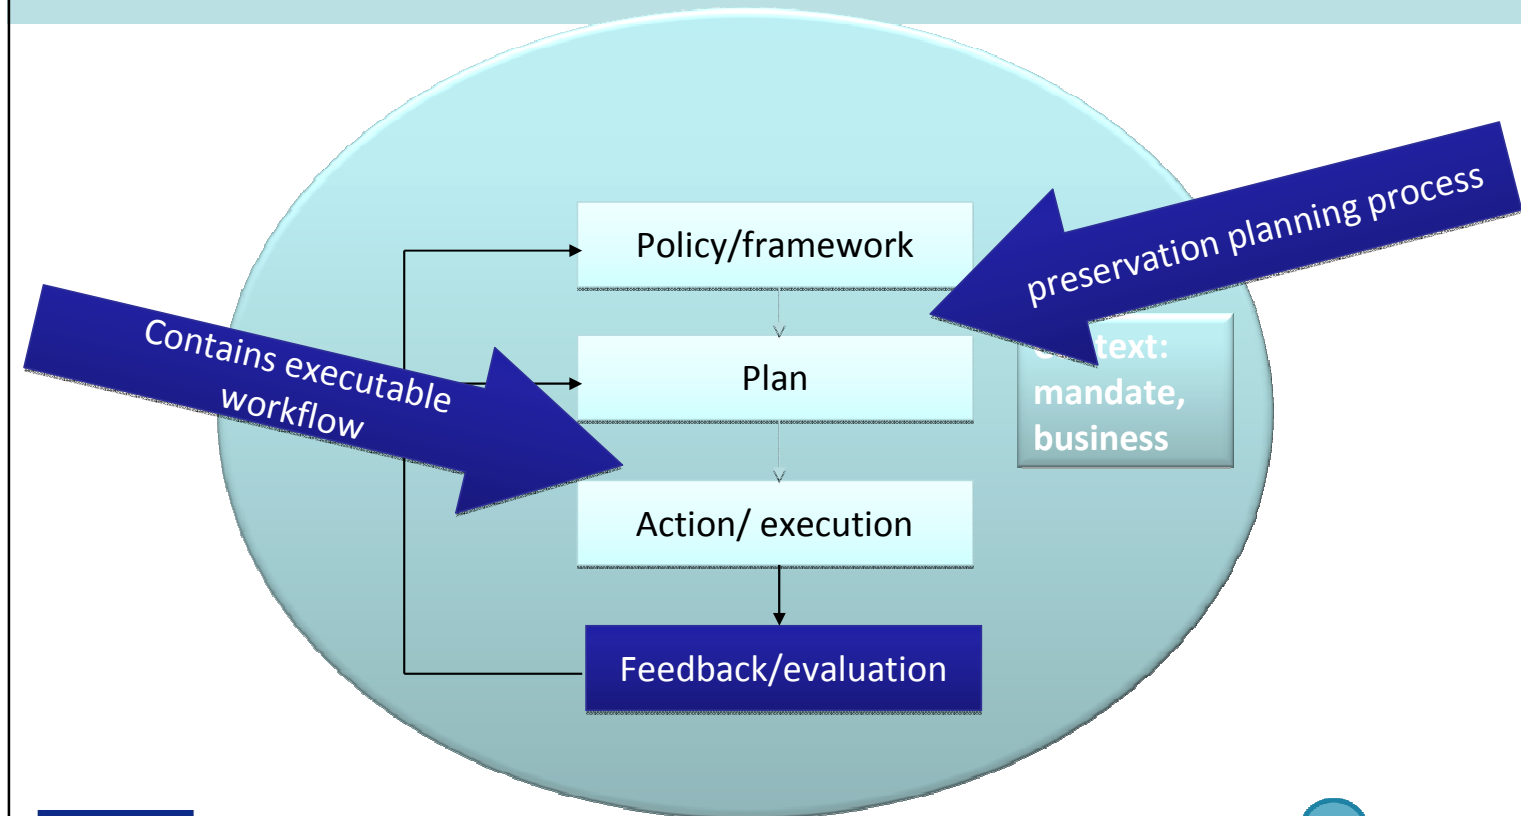 Policy/framework
preservation planning process
Contains executable
workflow
Plan
text:
mandate,
business
Action/ execution
Feedback/evaluation